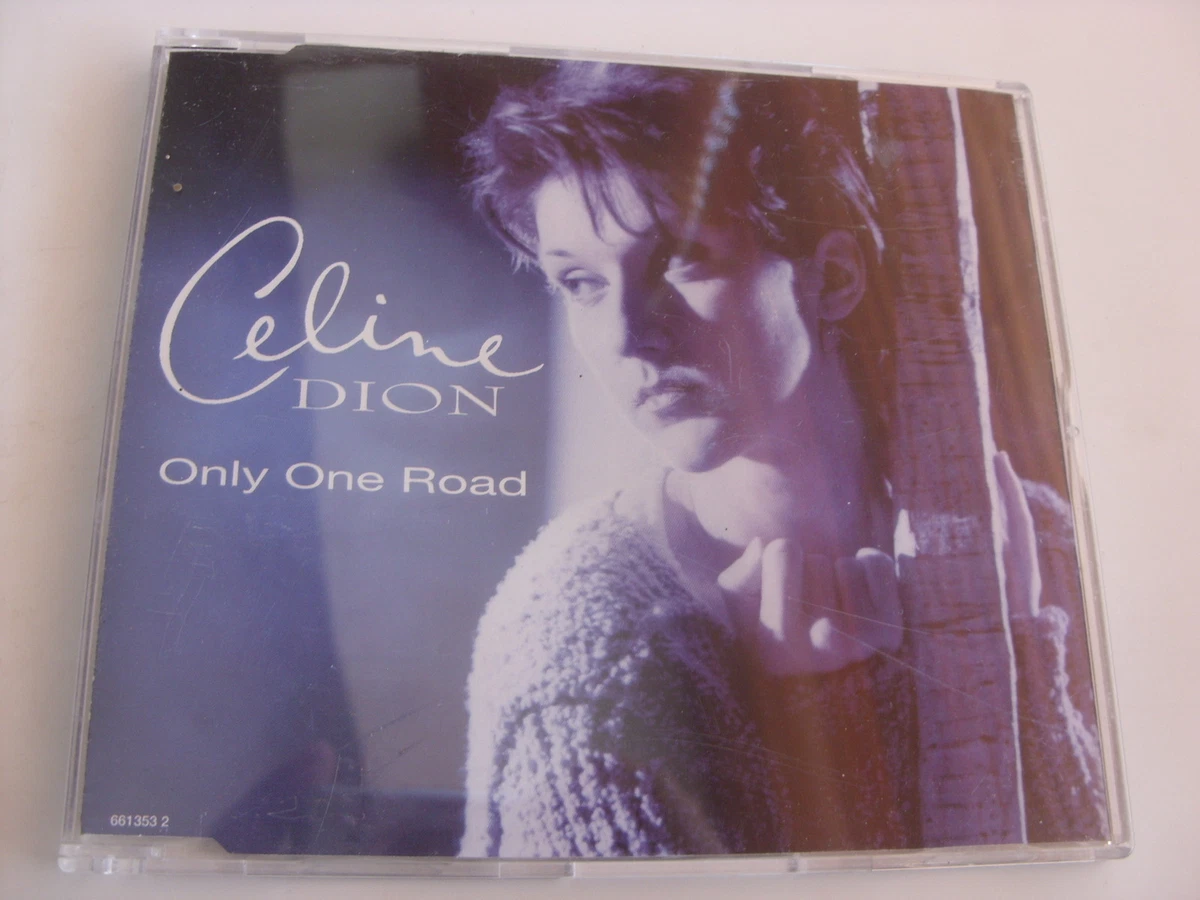 Celine
DION
Only One Road
661353 2